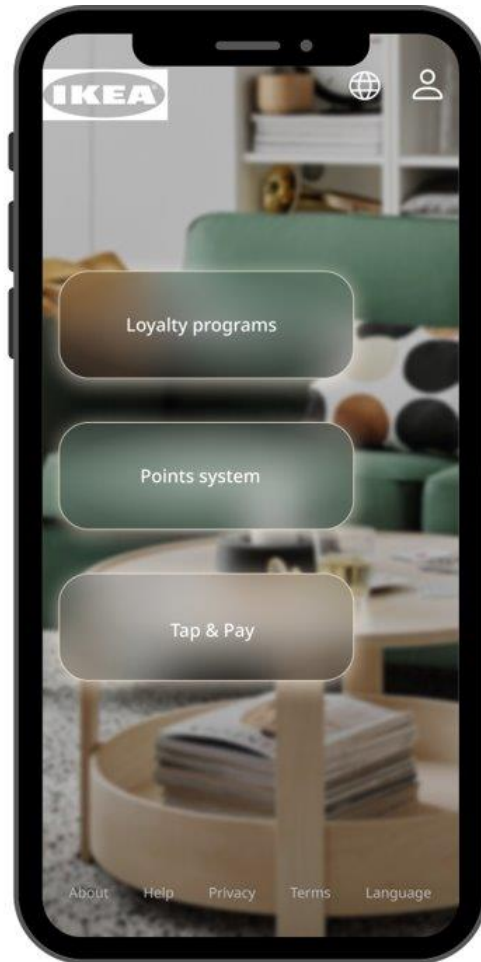 IKEA
Loyalty programs
Points system
Tap & Pay
About Help Privacy Terms Language